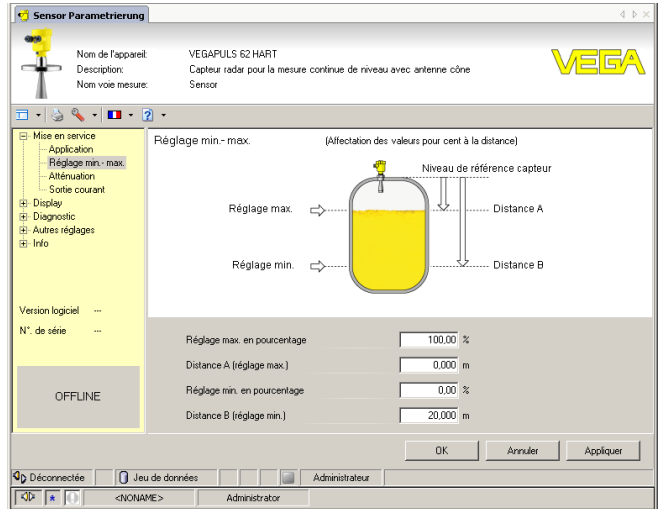 Sensor Parametrierung
Nom de l'appareil: VEGAPULS 62 HART
Description: Capteur radar pour la mesure continue de niveau avec antenne cône
Nom voie mesure: Sensor
VEGA
Mise en service
Application
Réglage min.- max.
Atténuation
Sortie courant
Display
Diagnostic
Autres réglages
Info
Version logiciel ---
N°. de série ---
OFFLINE
Réglage min.- max. (Affectation des valeurs pour cent à la distance)
Niveau de référence capteur
Réglage max. Distance A
Réglage min. Distance B
Réglage max. en pourcentage 100,00 %
Distance A (réglage max.) 0,000 m
Réglage min. en pourcentage 0,00 %
Distance B (réglage min.) 20,000 m
OK Annuler Appliquer
Déconnectée Jeu de données Administrateur
<NONAME> Administrator